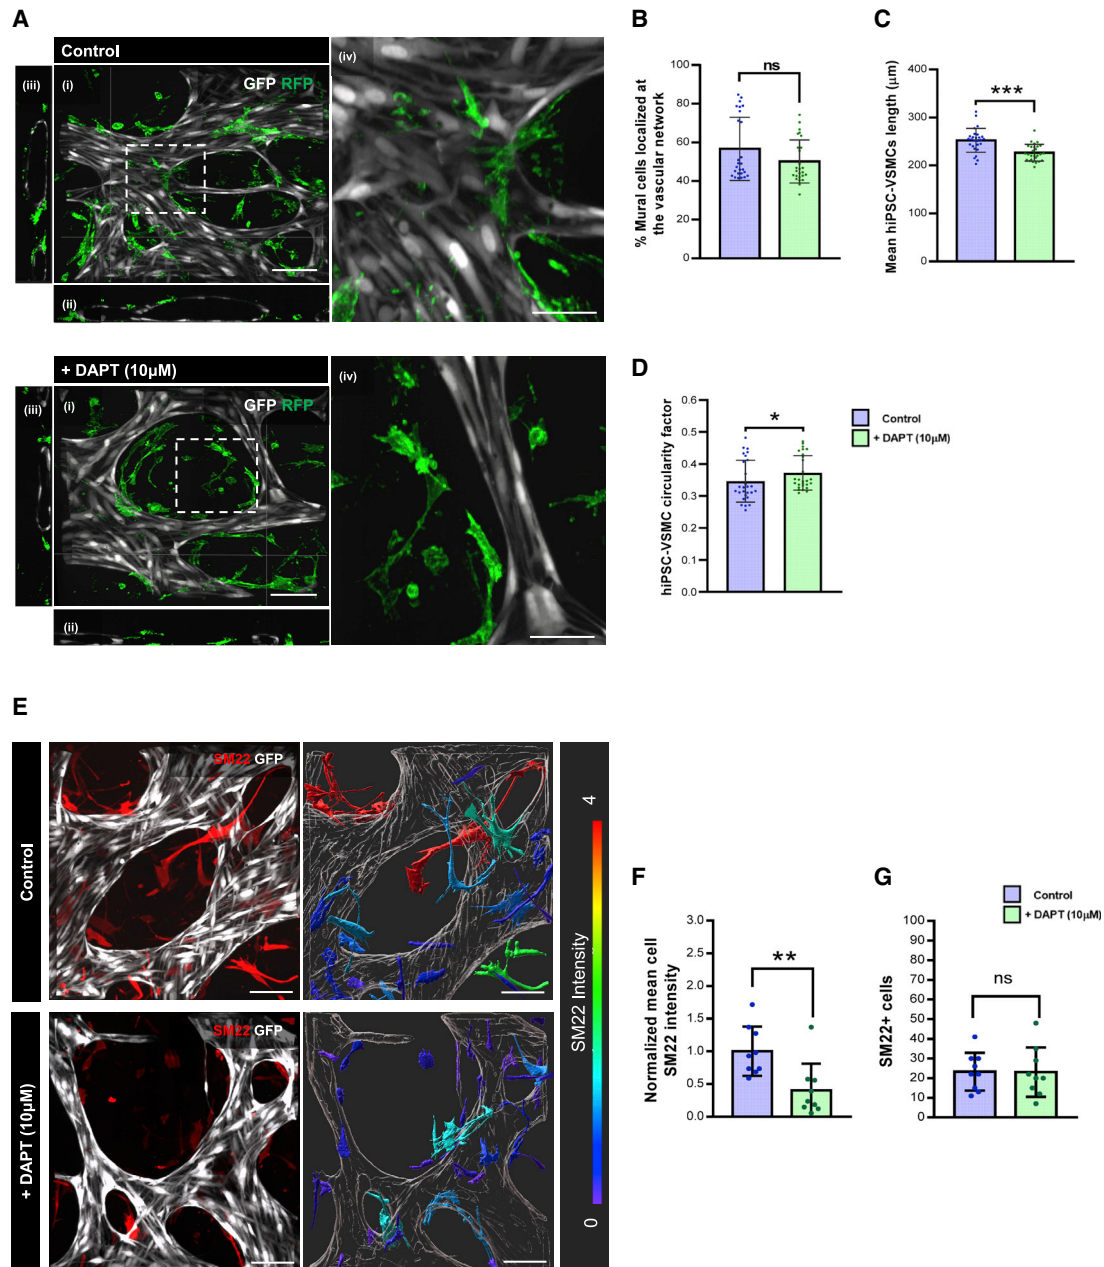 A
Control
(iii)
(i)
GFP RFP
(iv)
(ii)
+ DAPT (10μM)
(iii)
(i)
GFP RFP
(iv)
(ii)
B
% Mural cells localized at
the vascular network
100
80
60
40
20
0
ns
C
Mean hiPSC-VSMCs length (μm)
400
300
200
100
0
***
D
hiPSC-VSMC circularity factor
0.6
0.5
0.4
0.3
0.2
0.1
0.0
*
Control
+ DAPT (10μM)
E
Control
SM22 GFP
+ DAPT (10μM)
SM22 GFP
SM22 Intensity
4
0
F
Normalized mean cell
SM22 intensity
3.0
2.5
2.0
1.5
1.0
0.5
0.0
**
G
Control
+ DAPT (10μM)
SM22+ cells
100
90
80
70
60
50
40
30
20
10
0
ns